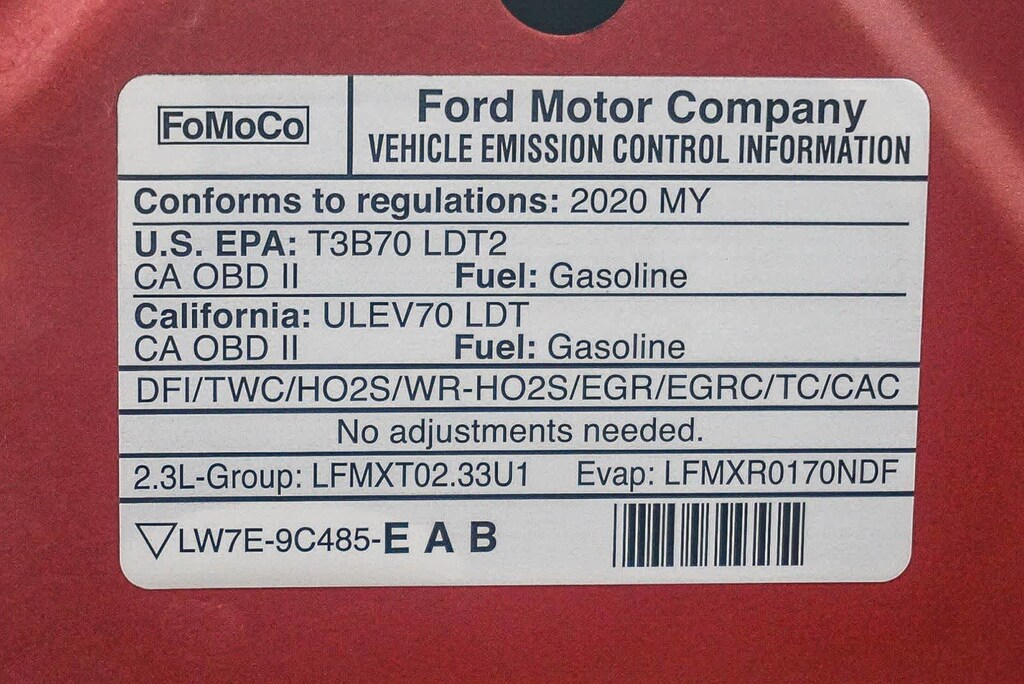 FoMoCo
Ford Motor Company
VEHICLE EMISSION CONTROL INFORMATION
Conforms to regulations: 2020 MY
U.S. EPA: T3B70 LDT2
CA OBD II Fuel: Gasoline
California: ULEV70 LDT
CA OBD II Fuel: Gasoline
DFI/TWC/HO2S/WR-HO2S/EGR/EGRC/TC/CAC
No adjustments needed.
2.3L-Group: LFMXT02.33U1 Evap: LFMXR0170NDF
LW7E-9C485-E A B